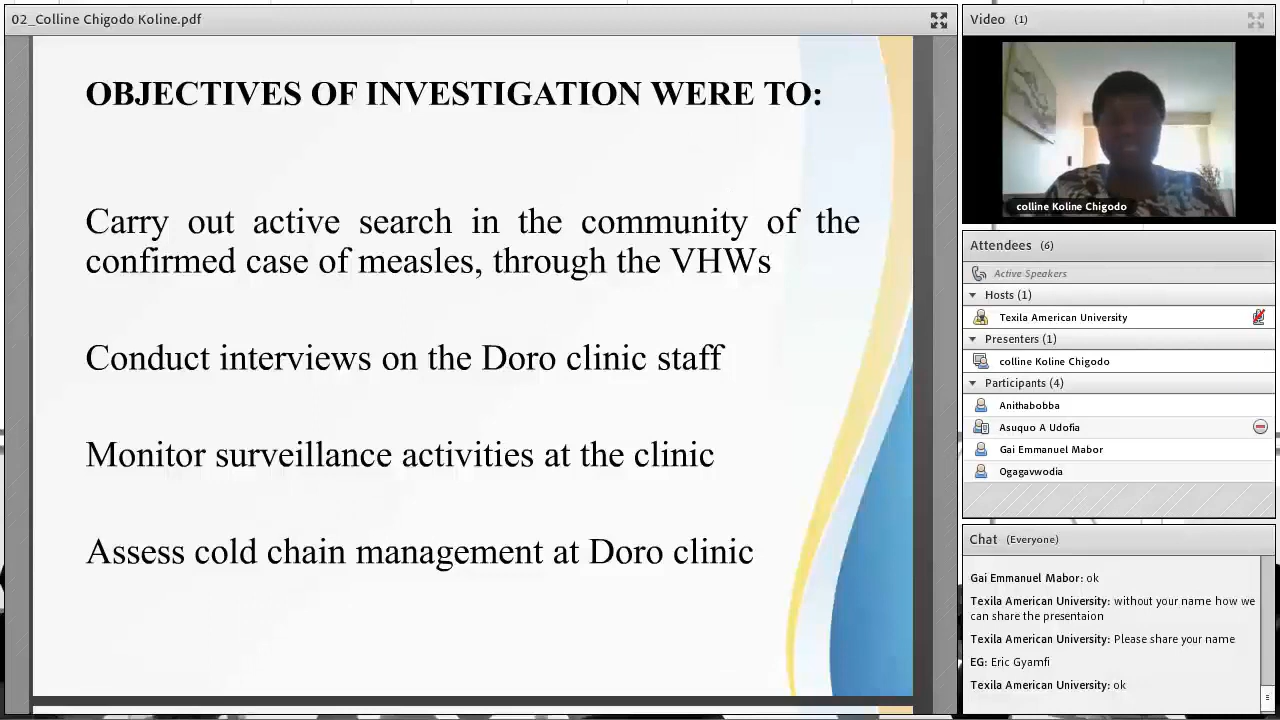 02_Colline Chigodo Koline.pdf
OBJECTIVES OF INVESTIGATION WERE TO:
Carry out active search in the community of the
confirmed case of measles, through the VHWs
Conduct interviews on the Doro clinic staff
Monitor surveillance activities at the clinic
Assess cold chain management at Doro clinic
Video (1)
colline Koline Chigodo
Attendees (6)
Active Speakers
Hosts (1)
Texila American University
Presenters (1)
colline Koline Chigodo
Participants (4)
Anithabobba
Asuquo A Udofia
Gai Emmanuel Mabor
Ogagavwodia
Chat (Everyone)
Gai Emmanuel Mabor: ok
Texila American University: without your name how we
can share the presentaion
Texila American University: Please share your name
EG: Eric Gyamfi
Texila American University: ok